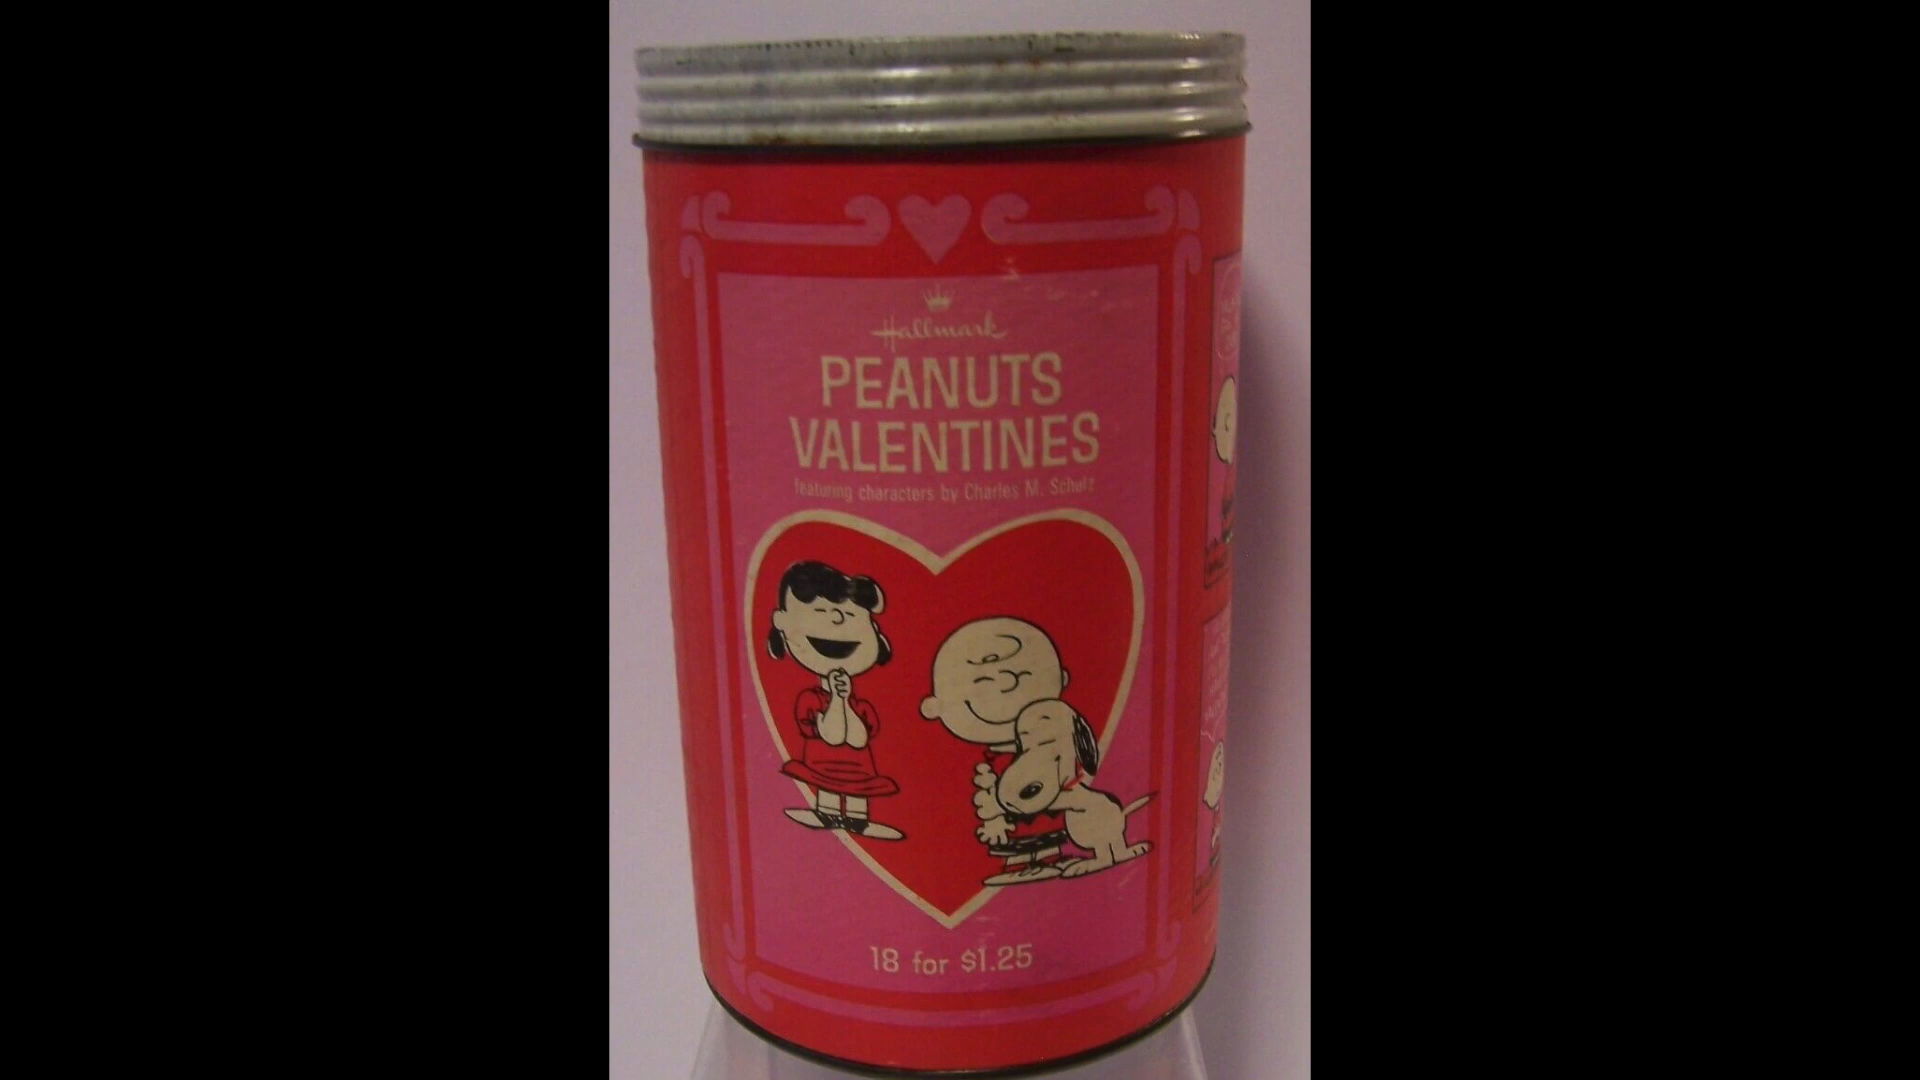 Hallmark
PEANUTS
VALENTINES
featuring characters by Charles M. Schulz
18 for $1.25